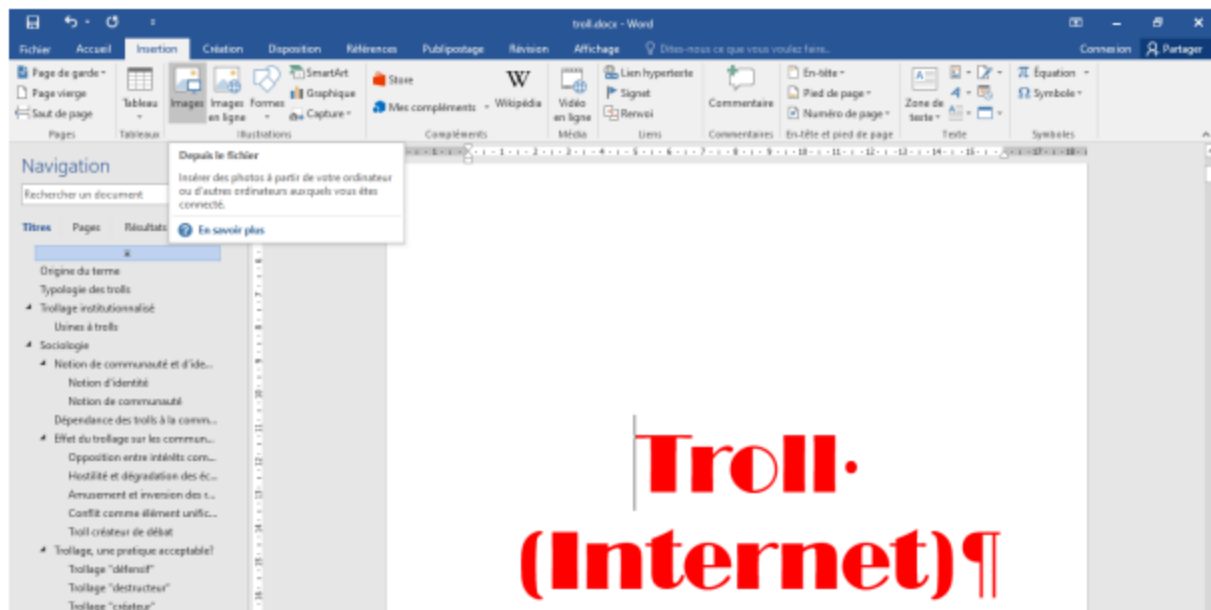 troll.docx - Word
Fichier Accueil Insertion Création Disposition Références Publipostage Révision Affichage Dites-nous ce que vous voulez faire... Connexion Partager
Page de garde
Page vierge
Saut de page
Pages
Tableau
Tableaux
Images
Images en ligne
Formes
SmartArt
Graphique
Capture
Illustrations
Store
Mes compléments
Wikipédia
Compléments
Vidéo en ligne
Média
Lien hypertexte
Signet
Renvoi
Liens
Commentaire
Commentaires
En-tête
Pied de page
Numéro de page
En-tête et pied de page
Zone de texte
Texte
Équation
Symbole
Symboles
Navigation
Rechercher un document
Titres Pages Résultats
Depuis le fichier
Insérer des photos à partir de votre ordinateur
ou d'autres ordinateurs auxquels vous êtes
connecté.
En savoir plus
Origine du terme
Typologie des trolls
Trollage institutionnalisé
Usines à trolls
Sociologie
Notion de communauté et d'ide...
Notion d'identité
Notion de communauté
Dépendance des trolls à la comm...
Effet du trollage sur les commun...
Opposition entre intérêts com...
Hostilité et dégradation des éc...
Amusement et inversion des r...
Conflit comme élément unific...
Troll créateur de débat
Trollage, une pratique acceptable?
Trollage "défensif"
Trollage "destructeur"
Trollage "créateur"
Troll·
(Internet)¶